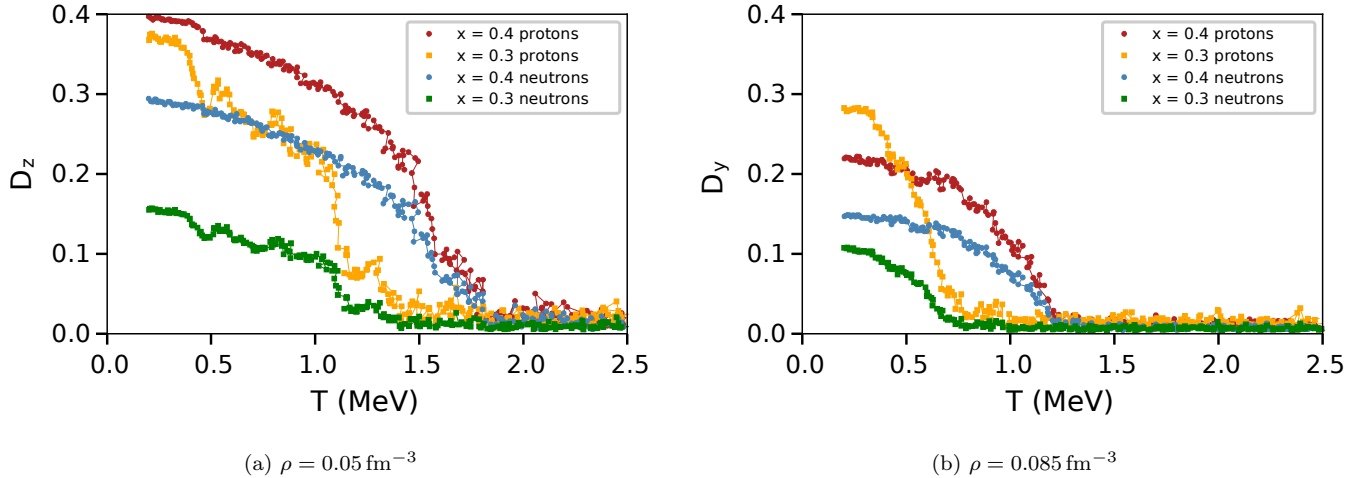 0.4
0.3
0.2
0.1
0.0
D_z
0.0 0.5 1.0 1.5 2.0 2.5
T (MeV)
x = 0.4 protons
x = 0.3 protons
x = 0.4 neutrons
x = 0.3 neutrons
(a) ρ = 0.05 fm⁻³
0.4
0.3
0.2
0.1
0.0
D_y
0.0 0.5 1.0 1.5 2.0 2.5
T (MeV)
x = 0.4 protons
x = 0.3 protons
x = 0.4 neutrons
x = 0.3 neutrons
(b) ρ = 0.085 fm⁻³